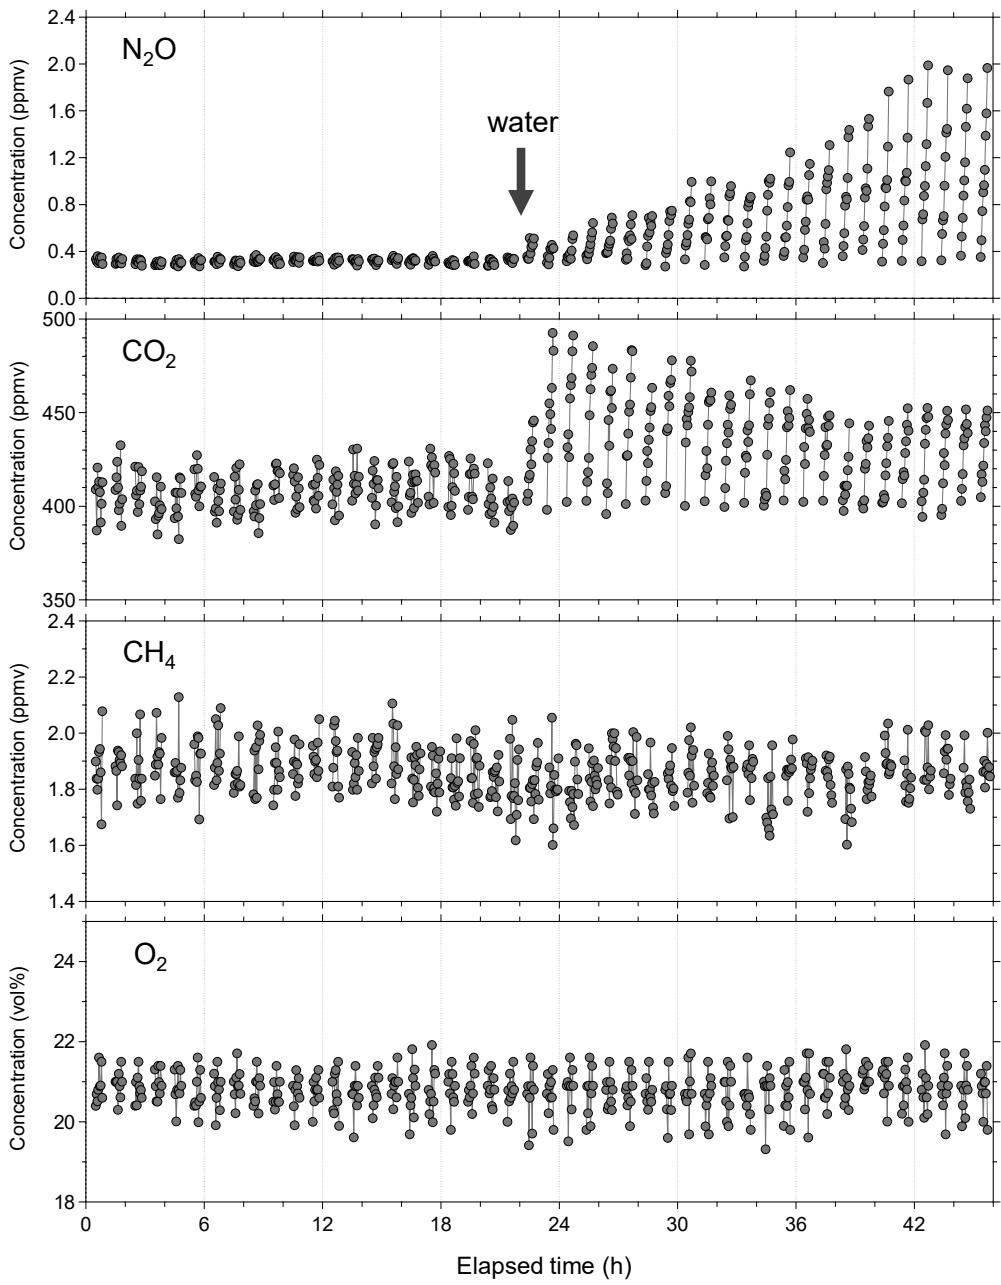 2.4
2.0
1.6
1.2
0.8
0.4
0.0
Concentration (ppmv)
N₂O
water
500
450
400
350
Concentration (ppmv)
CO₂
2.4
2.2
2.0
1.8
1.6
1.4
Concentration (ppmv)
CH₄
24
22
20
18
Concentration (vol%)
O₂
0 6 12 18 24 30 36 42
Elapsed time (h)